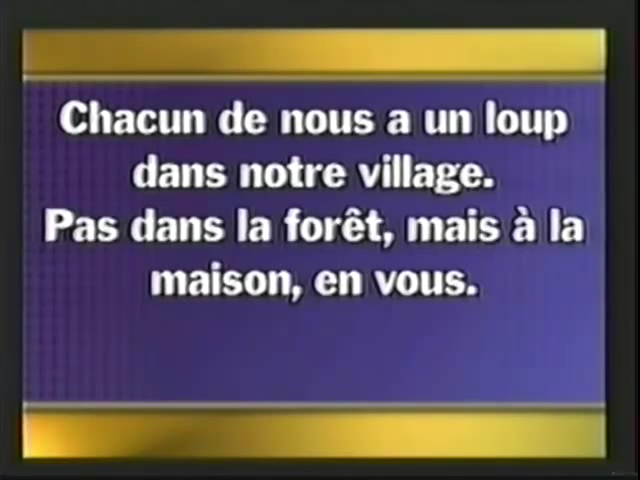 Chacun de nous a un loup
dans notre village.
Pas dans la forêt, mais à la
maison, en vous.